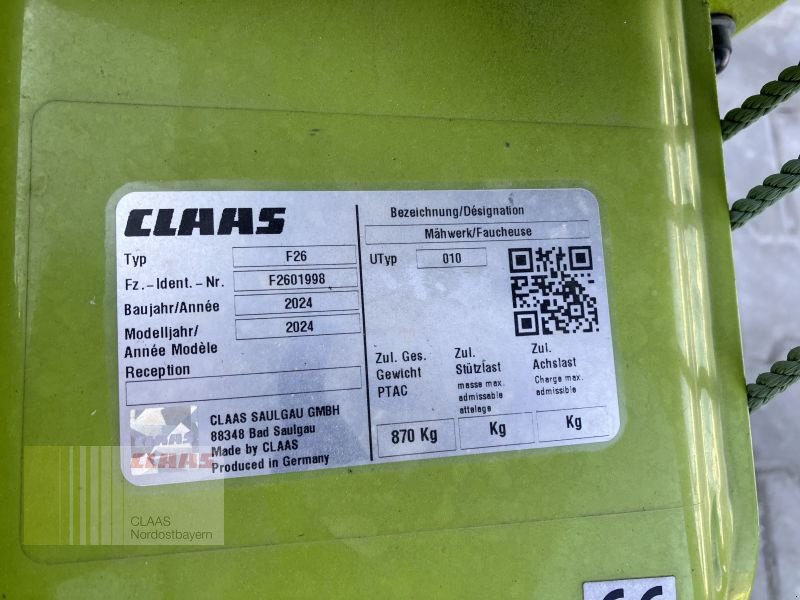 CLAAS
Typ F26
Fz.-Ident.-Nr. F2601998
Baujahr/Année 2024
Modelljahr/ 2024
Année Modèle
Reception
CLAAS SAULGAU GMBH
88348 Bad Saulgau
Made by CLAAS
Produced in Germany
Bezeichnung/Désignation
Mähwerk/Faucheuse
UTyp 010
Zul. Ges.
Gewicht
PTAC
870 Kg
Zul.
Stützlast
masse max.
admissable
attelage
Kg
Zul.
Achslast
Charge max.
admissible
Kg
CLAAS
CLAAS
CLAAS
Nordostbayern